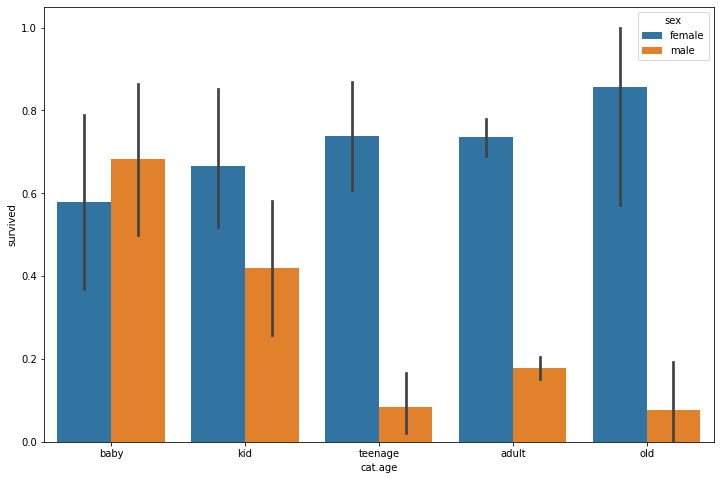 sex
female
male
1.0
0.8
0.6
0.4
0.2
0.0
survived
baby kid teenage adult old
cat.age